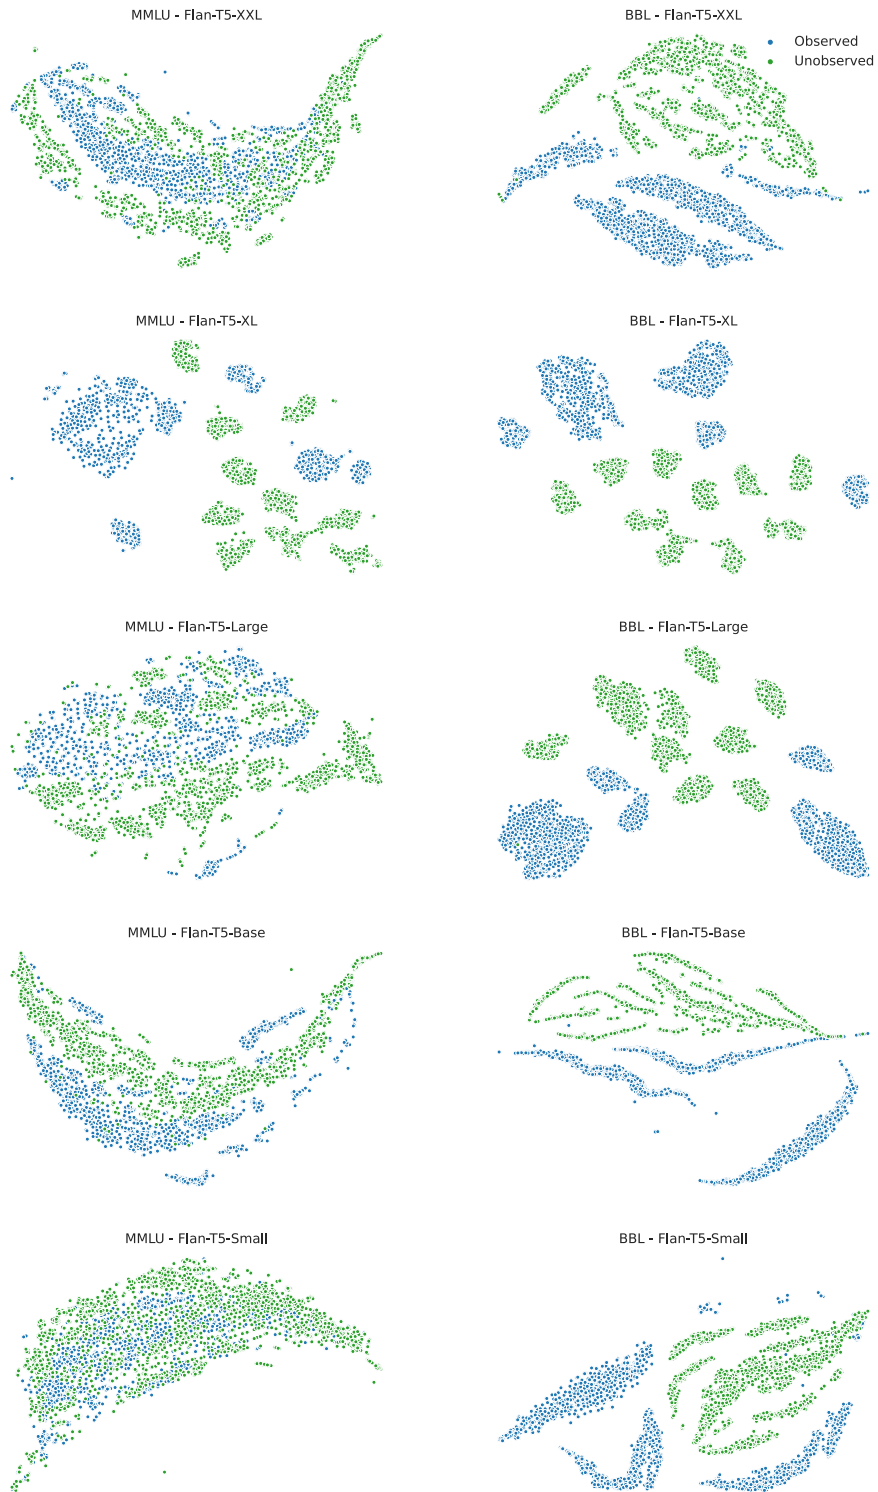 MMLU - Flan-T5-XXL
BBL - Flan-T5-XXL
Observed
Unobserved
MMLU - Flan-T5-XL
BBL - Flan-T5-XL
MMLU - Flan-T5-Large
BBL - Flan-T5-Large
MMLU - Flan-T5-Base
BBL - Flan-T5-Base
MMLU - Flan-T5-Small
BBL - Flan-T5-Small